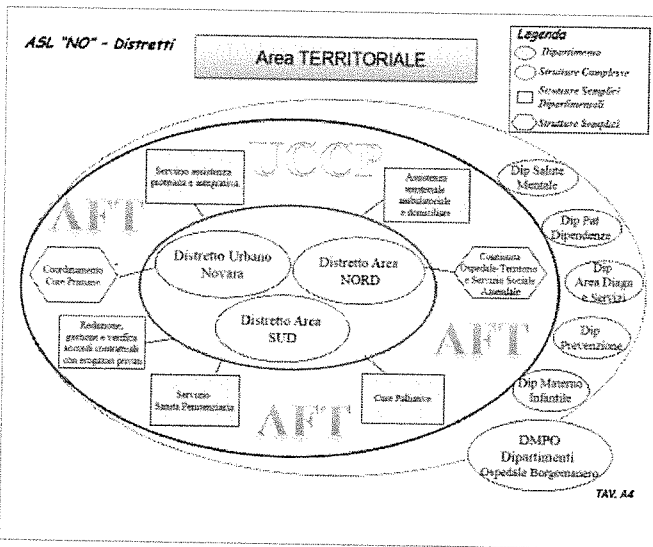 ASL "NO" - Distretti
Area TERRITORIALE
Legenda
Dipartimento
Strutture Complesse
Strutture Semplici
Dipartimentali
Strutture Semplici
UCCP
Servizio assistenza
protesica e integrativa
Assistenza
territoriale
ambulatoriale
e domiciliare
Dip Salute
Mentale
AFT
Dip Pat
Dipendenze
Coordinamento
Cure Primarie
Distretto Urbano
Novara
Distretto Area
NORD
Continuità
Ospedale-Territorio
e Servizio Sociale
Aziendale
Dip
Area Diagn
e Servizi
Distretto Area
SUD
Redazione,
gestione e verifica
accordi contrattuali
con erogatori privati
AFT
Dip
Prevenzione
Servizio
Sanità Penitenziaria
AFT
Cure Palliative
Dip Materno
Infantile
DMPO
Dipartimenti
Ospedale Borgomanero
TAV. A4